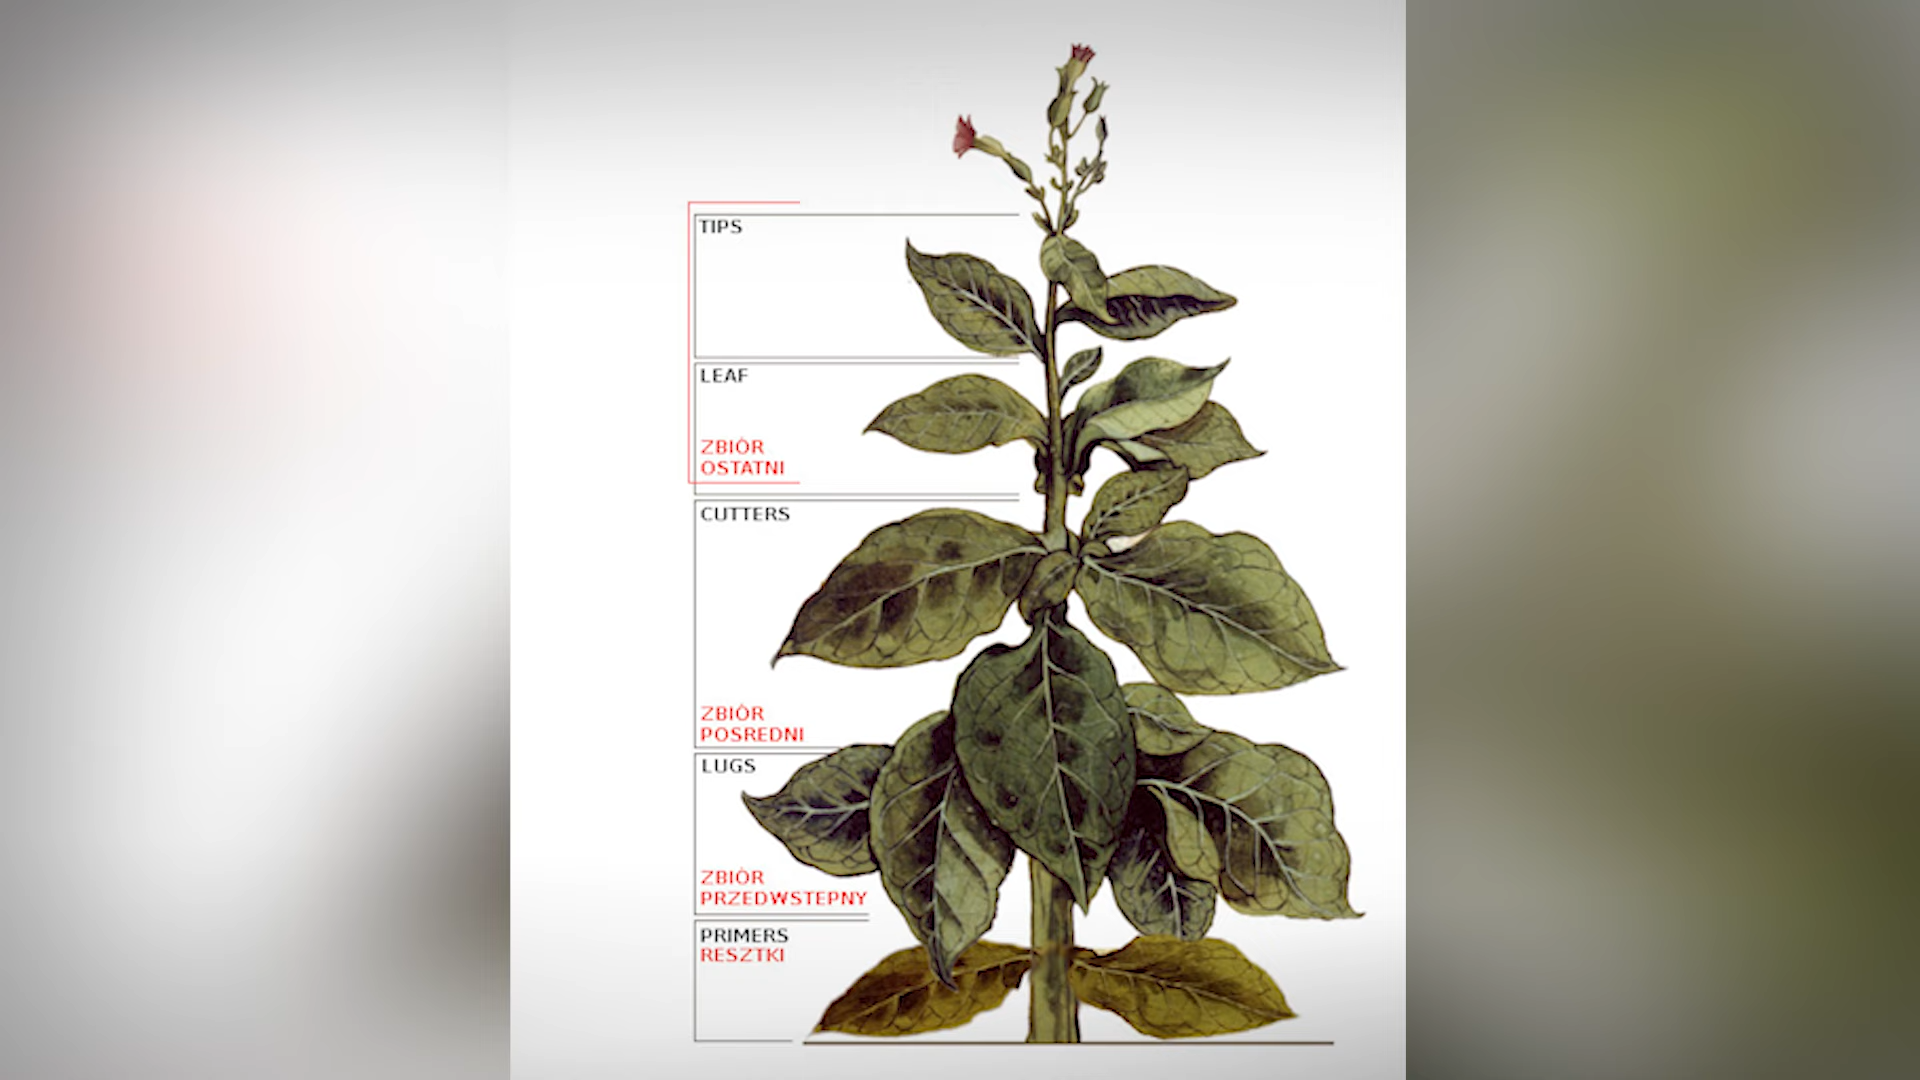 TIPS
LEAF
ZBIÓR
OSTATNI
CUTTERS
ZBIÓR
POSREDNI
LUGS
ZBIÓR
PRZEDWSTEPNY
PRIMERS
RESZTKI